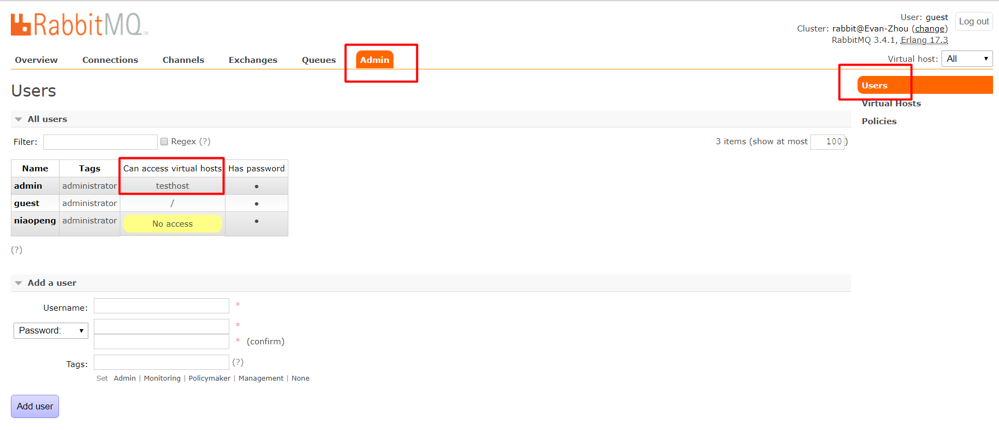 RabbitMQ™
User: guest
Log out
Cluster: rabbit@Evan-Zhou (change)
RabbitMQ 3.4.1, Erlang 17.3
Overview Connections Channels Exchanges Queues Admin
Virtual host: All
Users
Users
Virtual Hosts
Policies
All users
Filter: Regex (?)
3 items (show at most 100 )
Name Tags Can access virtual hosts Has password
admin administrator testhost ●
guest administrator / ●
niaopeng administrator No access ●
(?)
Add a user
Username: *
Password: *
* (confirm)
Tags: (?)
Set Admin | Monitoring | Policymaker | Management | None
Add user